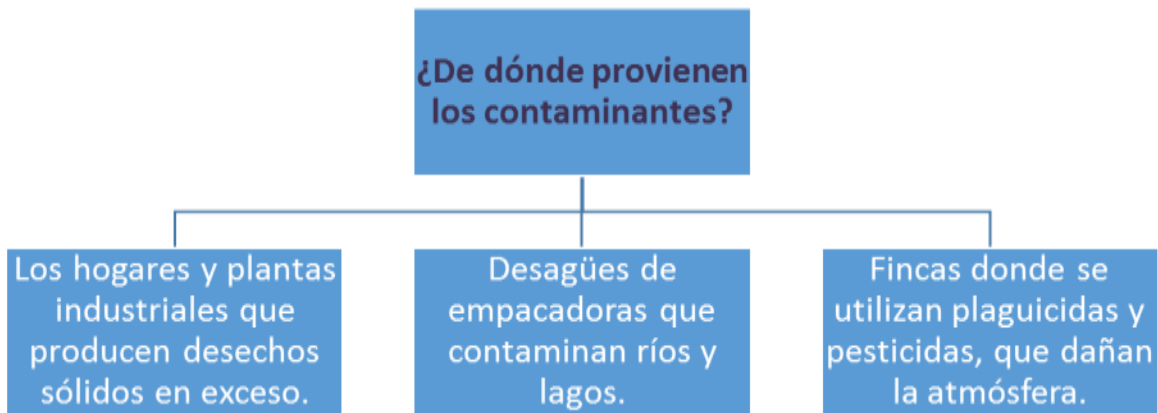 ¿De dónde provienen
los contaminantes?
Los hogares y plantas
industriales que
producen desechos
sólidos en exceso.
Desagües de
empacadoras que
contaminan ríos y
lagos.
Fincas donde se
utilizan plaguicidas y
pesticidas, que dañan
la atmósfera.